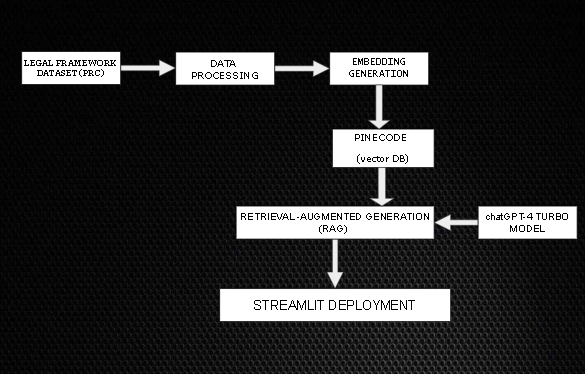 LEGAL FRAMEWORK
DATASET(PRC)
DATA
PROCESSING
EMBEDDING
GENERATION
PINECODE
(vector DB)
RETRIEVAL-AUGMENTED GENERATION
(RAG)
chatGPT-4 TURBO
MODEL
STREAMLIT DEPLOYMENT